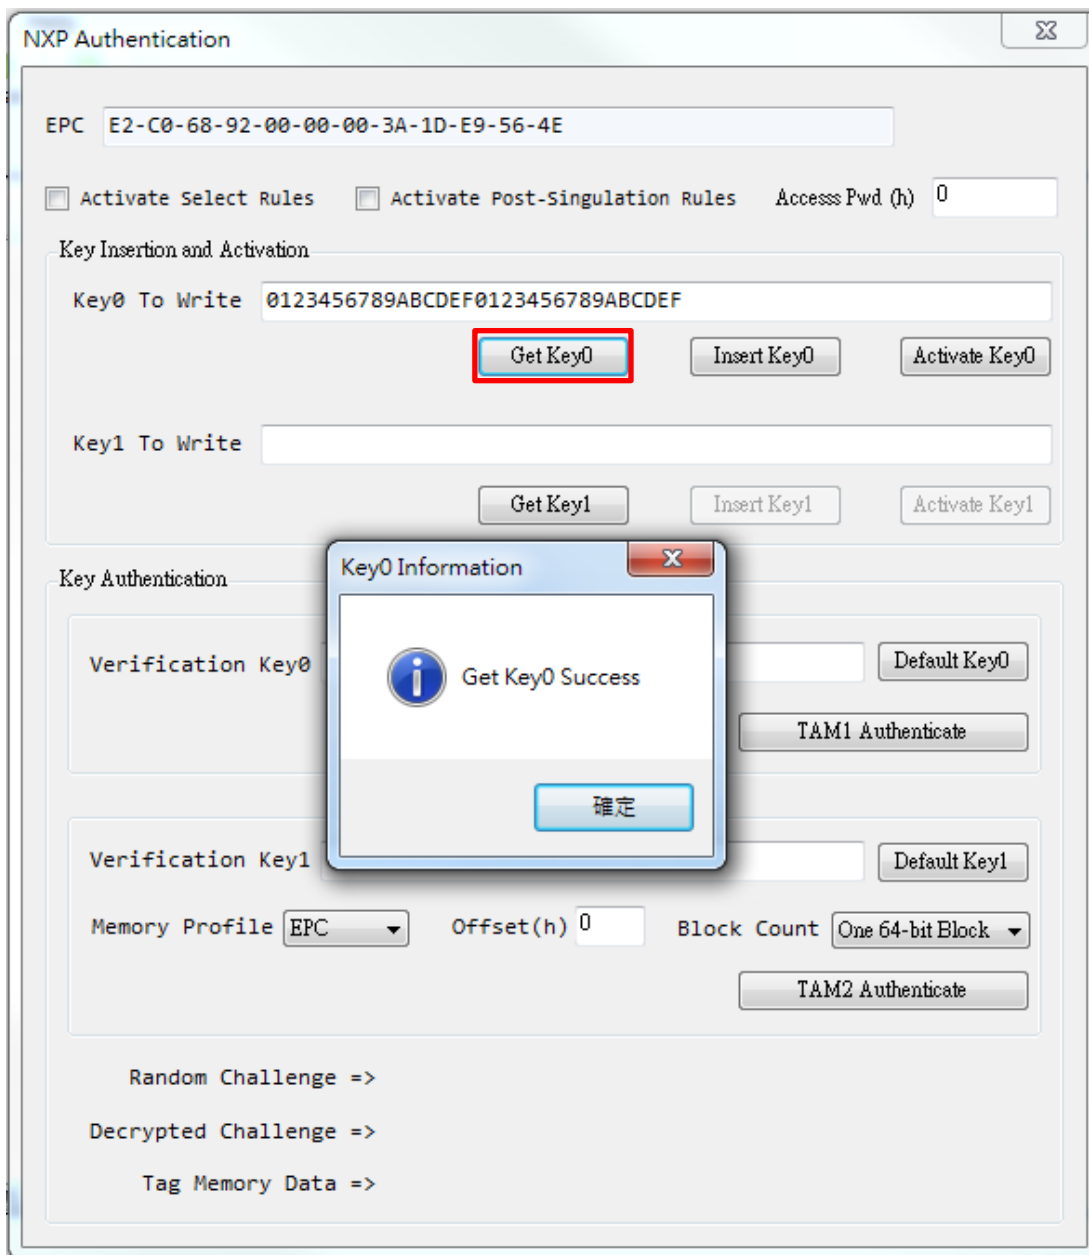 NXP Authentication
EPC E2-C0-68-92-00-00-00-3A-1D-E9-56-4E
Activate Select Rules Activate Post-Singulation Rules Accesss Pwd (h) 0
Key Insertion and Activation
Key0 To Write 0123456789ABCDEF0123456789ABCDEF
Get Key0 Insert Key0 Activate Key0
Key1 To Write
Get Key1 Insert Key1 Activate Key1
Key0 Information
Key Authentication
Verification Key0 Default Key0
Get Key0 Success
TAM1 Authenticate
確定
Verification Key1 Default Key1
Memory Profile EPC Offset(h) 0 Block Count One 64-bit Block
TAM2 Authenticate
Random Challenge =>
Decrypted Challenge =>
Tag Memory Data =>